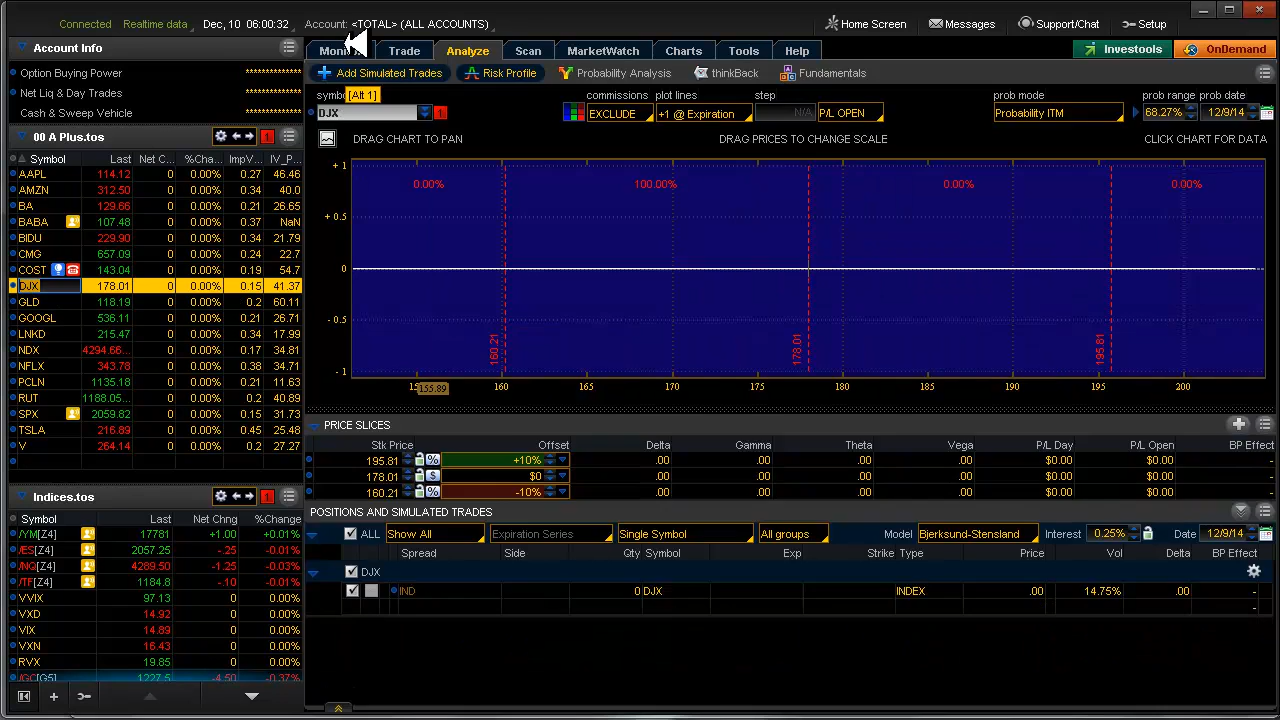 Connected Realtime data Dec, 10 06:00:32 Account: <TOTAL> (ALL ACCOUNTS) Home Screen Messages Support/Chat Setup
Account Info
Trade Analyze Scan MarketWatch Charts Tools Help Investools OnDemand
Option Buying Power **************
Net Liq & Day Trades **************
Cash & Sweep Vehicle **************
Add Simulated Trades Risk Profile Probability Analysis thinkBack Fundamentals
[Alt 1]
commissions plot lines step prob mode prob range prob date
DJX 1 EXCLUDE +1 @ Expiration N/A P/L OPEN Probability ITM 68.27% 12/9/14
00 A Plus.tos 1
DRAG CHART TO PAN DRAG PRICES TO CHANGE SCALE CLICK CHART FOR DATA
Symbol Last Net C... %Cha... ImpV... IV_P...
AAPL 114.12 0 0.00% 0.27 46.46
AMZN 312.50 0 0.00% 0.34 40.0
BA 129.66 0 0.00% 0.21 26.65
BABA 107.48 0 0.00% 0.37 NaN
BIDU 229.90 0 0.00% 0.34 21.79
CMG 657.09 0 0.00% 0.24 22.7
COST 143.04 0 0.00% 0.19 54.7
DJX 178.01 0 0.00% 0.15 41.37
GLD 118.19 0 0.00% 0.2 60.11
GOOGL 536.11 0 0.00% 0.21 26.71
LNKD 215.47 0 0.00% 0.34 17.99
NDX 4294.66... 0 0.00% 0.17 34.81
NFLX 343.78 0 0.00% 0.38 34.71
PCLN 1135.18 0 0.00% 0.21 11.63
RUT 1188.05... 0 0.00% 0.2 40.89
SPX 2059.82 0 0.00% 0.15 31.73
TSLA 216.89 0 0.00% 0.45 25.48
V 264.14 0 0.00% 0.2 27.27
+ 1
0.00% 100.00% 0.00% 0.00%
+ 0.5
0
- 0.5
160.21 178.01 195.81
- 1
155.89 160 165 170 175 180 185 190 195 200
PRICE SLICES
Stk Price Offset Delta Gamma Theta Vega P/L Day P/L Open BP Effect
195.81 % +10% .00 .00 .00 .00 $0.00 $0.00
178.01 $ $0 .00 .00 .00 .00 $0.00 $0.00
160.21 % -10% .00 .00 .00 .00 $0.00 $0.00
Indices.tos 1
Symbol Last Net Chng %Change
/YM[Z4] 17781 +1.00 +0.01%
/ES[Z4] 2057.25 -.25 -0.01%
/NQ[Z4] 4289.50 -1.25 -0.03%
/TF[Z4] 1184.8 -.10 -0.01%
VVIX 97.13 0 0.00%
VXD 14.92 0 0.00%
VIX 14.89 0 0.00%
VXN 16.43 0 0.00%
RVX 19.85 0 0.00%
/GC[G5] 1227.5 -4.50 -0.37%
POSITIONS AND SIMULATED TRADES
ALL Show All Expiration Series Single Symbol All groups Model Bjerksund-Stensland Interest 0.25% Date 12/9/14
Spread Side Qty Symbol Exp Strike Type Price Vol Delta BP Effect
DJX
IND 0 DJX INDEX .00 14.75% .00 -
-